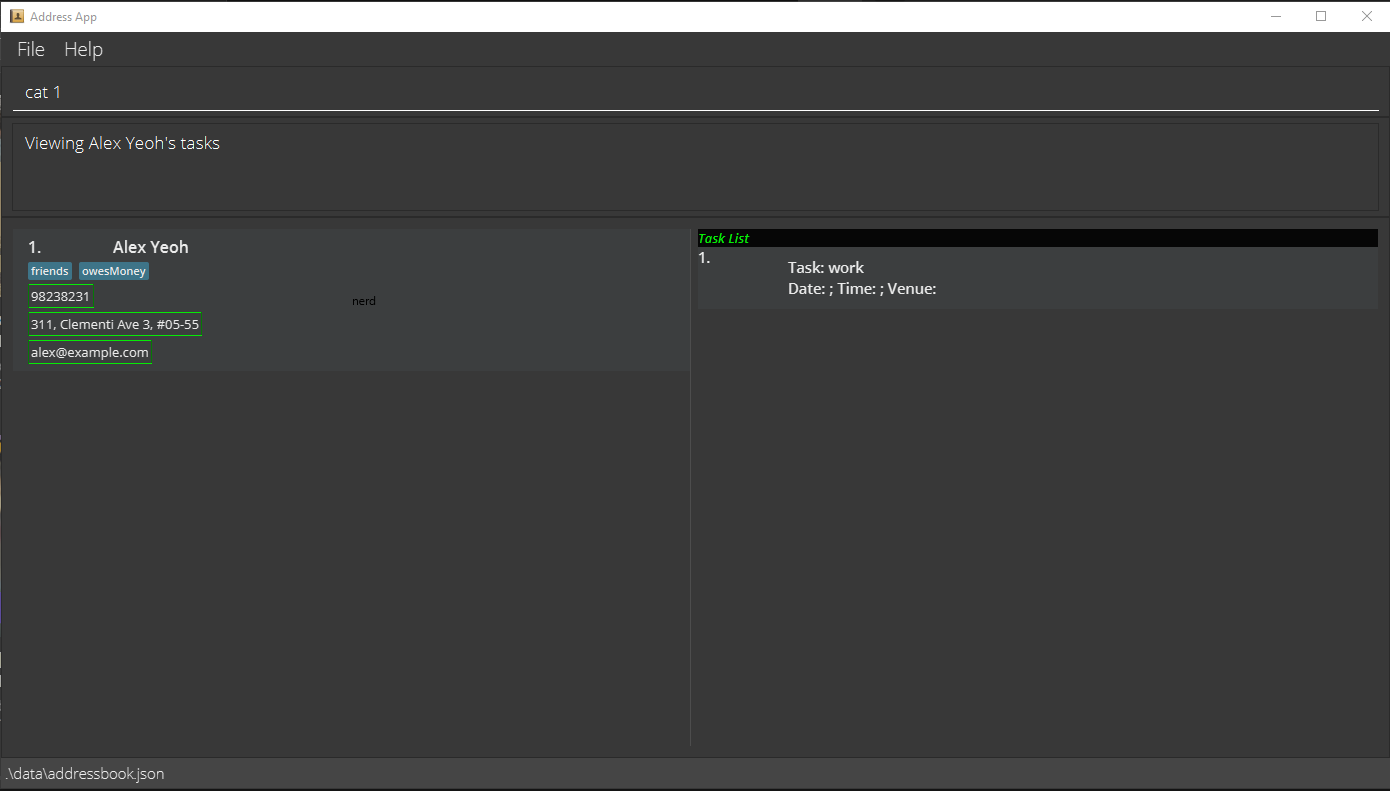 Address App
File Help
cat 1
Viewing Alex Yeoh's tasks
1. Alex Yeoh
friends owesMoney
98238231
nerd
311, Clementi Ave 3, #05-55
alex@example.com
Task List
1.
Task: work
Date: ; Time: ; Venue:
.\data\addressbook.json